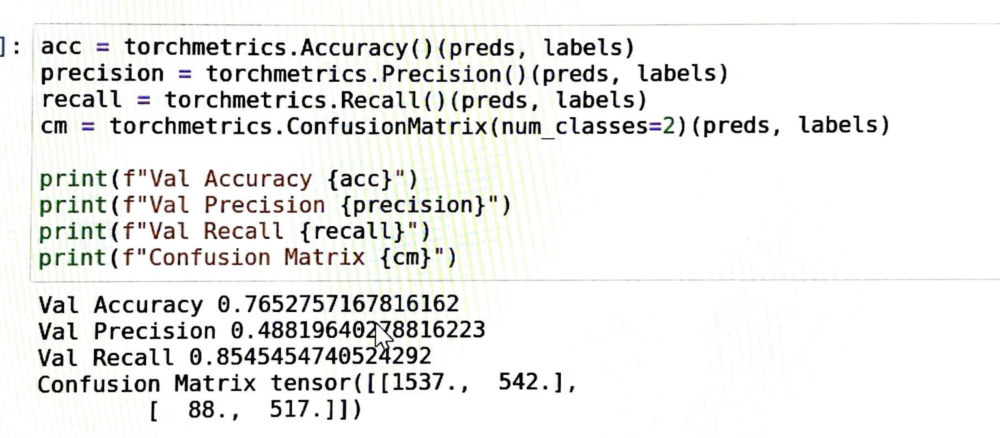 ]: acc = torchmetrics.Accuracy()(preds, labels)
precision = torchmetrics.Precision()(preds, labels)
recall = torchmetrics.Recall()(preds, labels)
cm = torchmetrics.ConfusionMatrix(num_classes=2)(preds, labels)
print(f"Val Accuracy {acc}")
print(f"Val Precision {precision}")
print(f"Val Recall {recall}")
print(f"Confusion Matrix {cm}")
Val Accuracy 0.7652757167816162
Val Precision 0.48819640278816223
Val Recall 0.8545454740524292
Confusion Matrix tensor([[1537., 542.],
[ 88., 517.]])